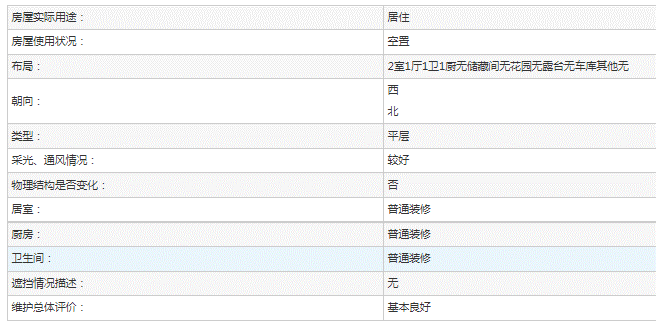 房屋实际用途： 居住
房屋使用状况： 空置
布局： 2室1厅1卫1厨无储藏间无花园无露台无车库其他无
朝向： 西
北
类型： 平层
采光、通风情况： 较好
物理结构是否变化： 否
居室： 普通装修
厨房： 普通装修
卫生间： 普通装修
遮挡情况描述： 无
维护总体评价： 基本良好